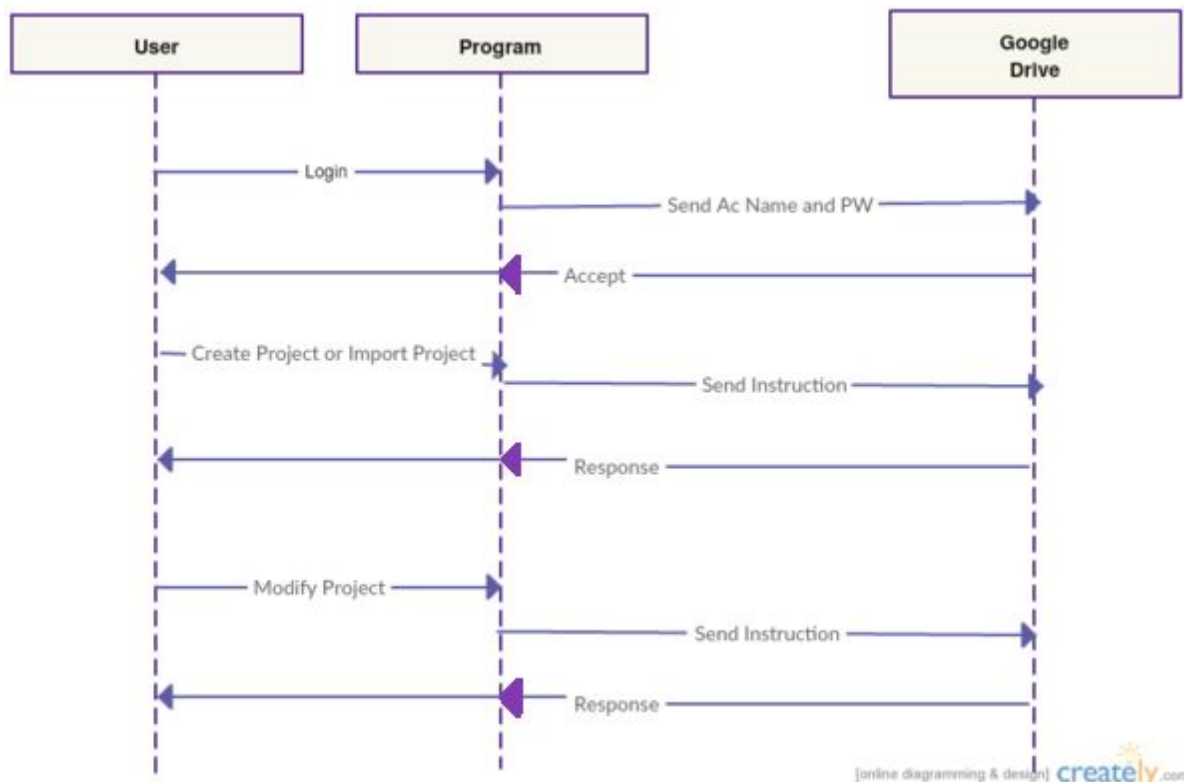 User
Program
Google
Drive
Login
Send Ac Name and PW
Accept
Create Project or Import Project
Send Instruction
Response
Modify Project
Send Instruction
Response
[online diagramming & design] creately.com